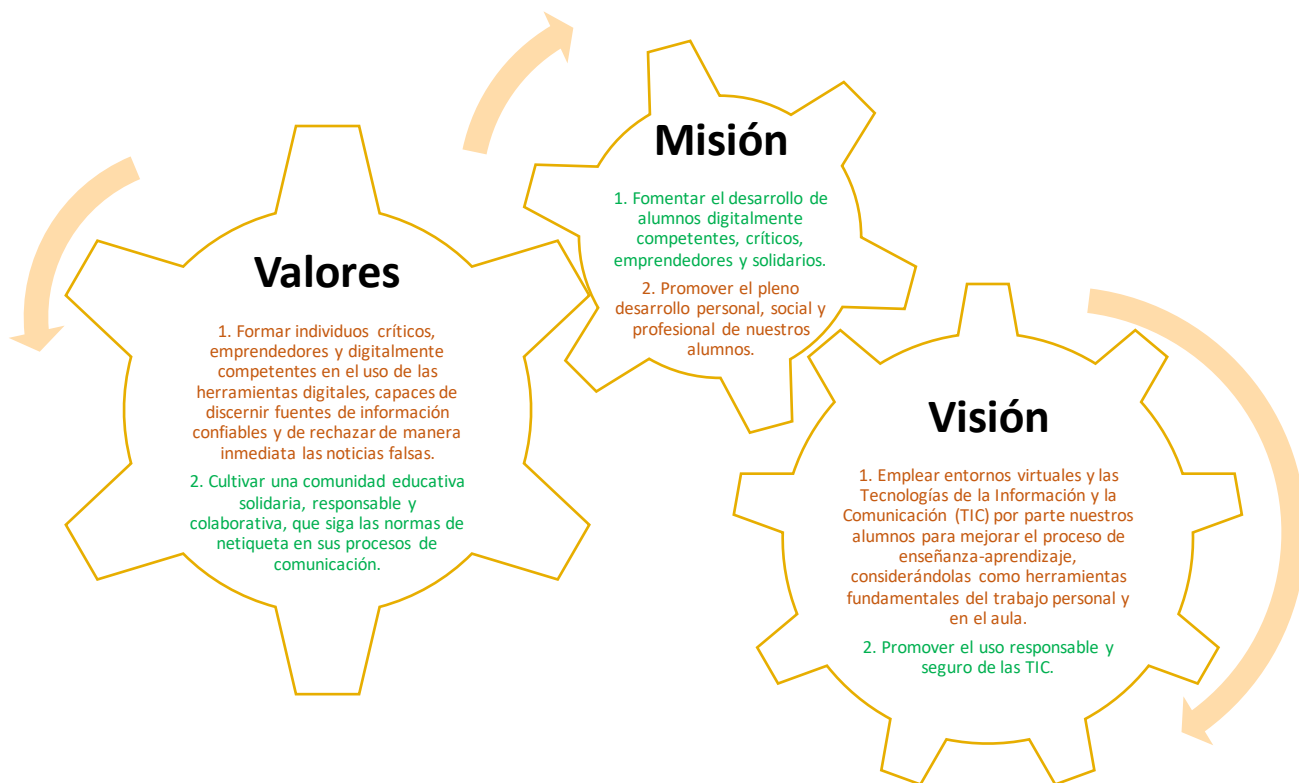 Misión
1. Fomentar el desarrollo de
alumnos digitalmente
competentes, críticos,
emprendedores y solidarios.
2. Promover el pleno
desarrollo personal, social y
profesional de nuestros
alumnos.
Valores
1. Formar individuos críticos,
emprendedores y digitalmente
competentes en el uso de las
herramientas digitales, capaces de
discernir fuentes de información
confiables y de rechazar de manera
inmediata las noticias falsas.
2. Cultivar una comunidad educativa
solidaria, responsable y
colaborativa, que siga las normas de
netiqueta en sus procesos de
comunicación.
Visión
1. Emplear entornos virtuales y las
Tecnologías de la Información y la
Comunicación (TIC) por parte nuestros
alumnos para mejorar el proceso de
enseñanza-aprendizaje,
considerándolas como herramientas
fundamentales del trabajo personal y
en el aula.
2. Promover el uso responsable y
seguro de las TIC.